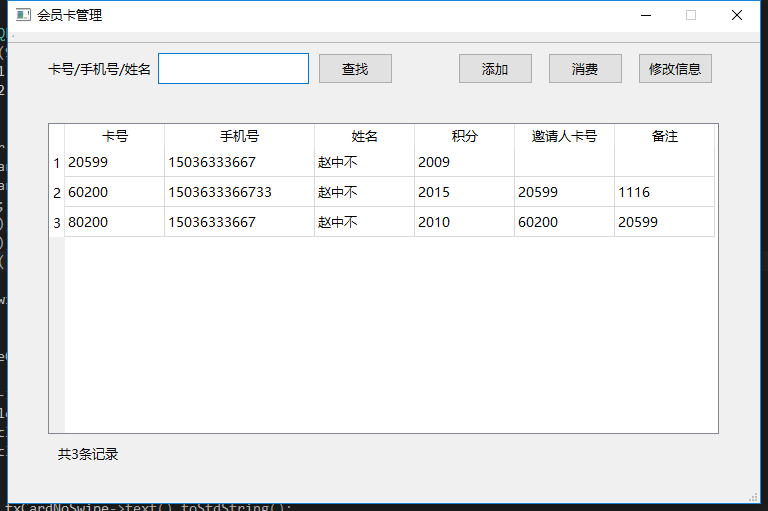 会员卡管理
卡号/手机号/姓名 查找 添加 消费 修改信息
卡号 手机号 姓名 积分 邀请人卡号 备注
1 20599 15036333667 赵中不 2009
2 60200 1503633366733 赵中不 2015 20599 1116
3 80200 15036333667 赵中不 2010 60200 20599
共3条记录
txCardNoSwipe->text().toStdString();